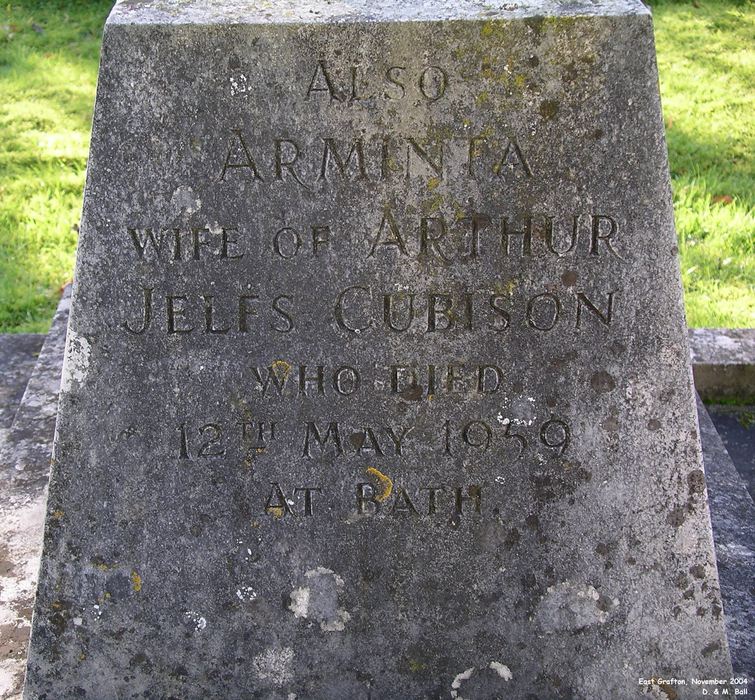 ALSO
ARMINTA
WIFE OF ARTHUR
JELFS CUBISON
WHO DIED
12TH MAY 1959
AT BATH.
East Grafton, November 2004
D. & M. Ball